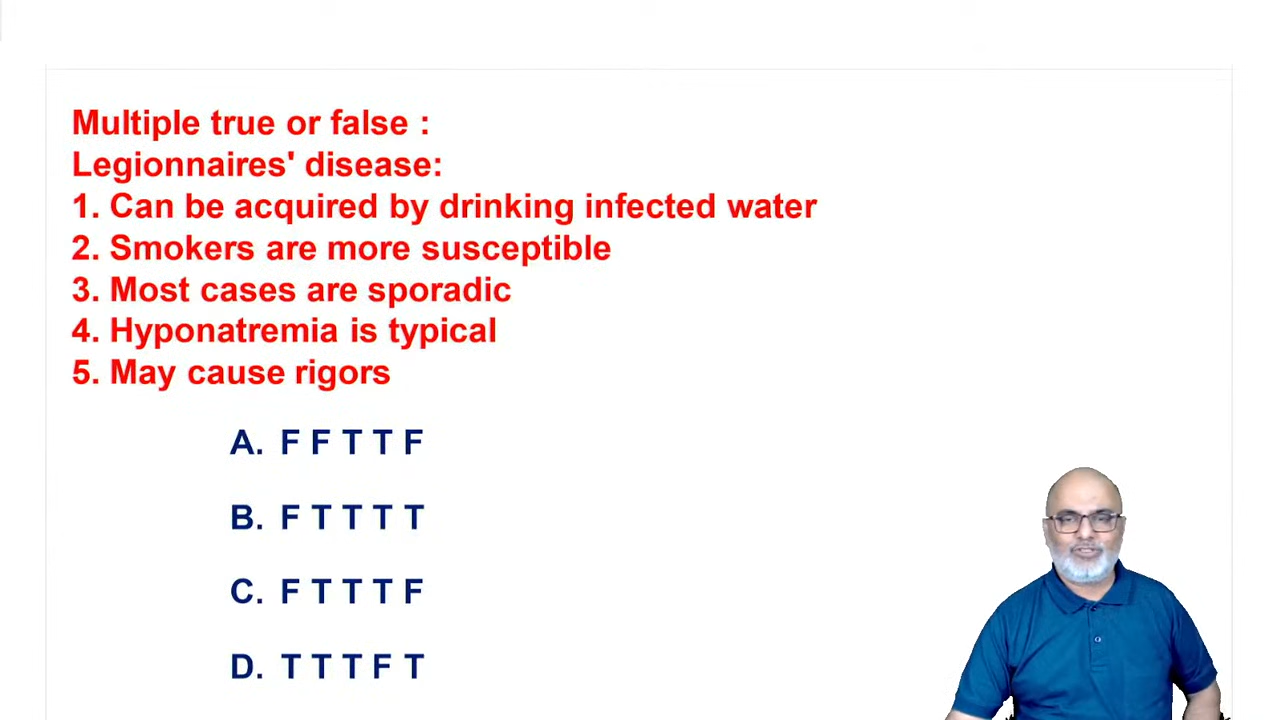 Multiple true or false :
Legionnaires' disease:
1. Can be acquired by drinking infected water
2. Smokers are more susceptible
3. Most cases are sporadic
4. Hyponatremia is typical
5. May cause rigors
A. F F T T F
B. F T T T T
C. F T T T F
D. T T T F T